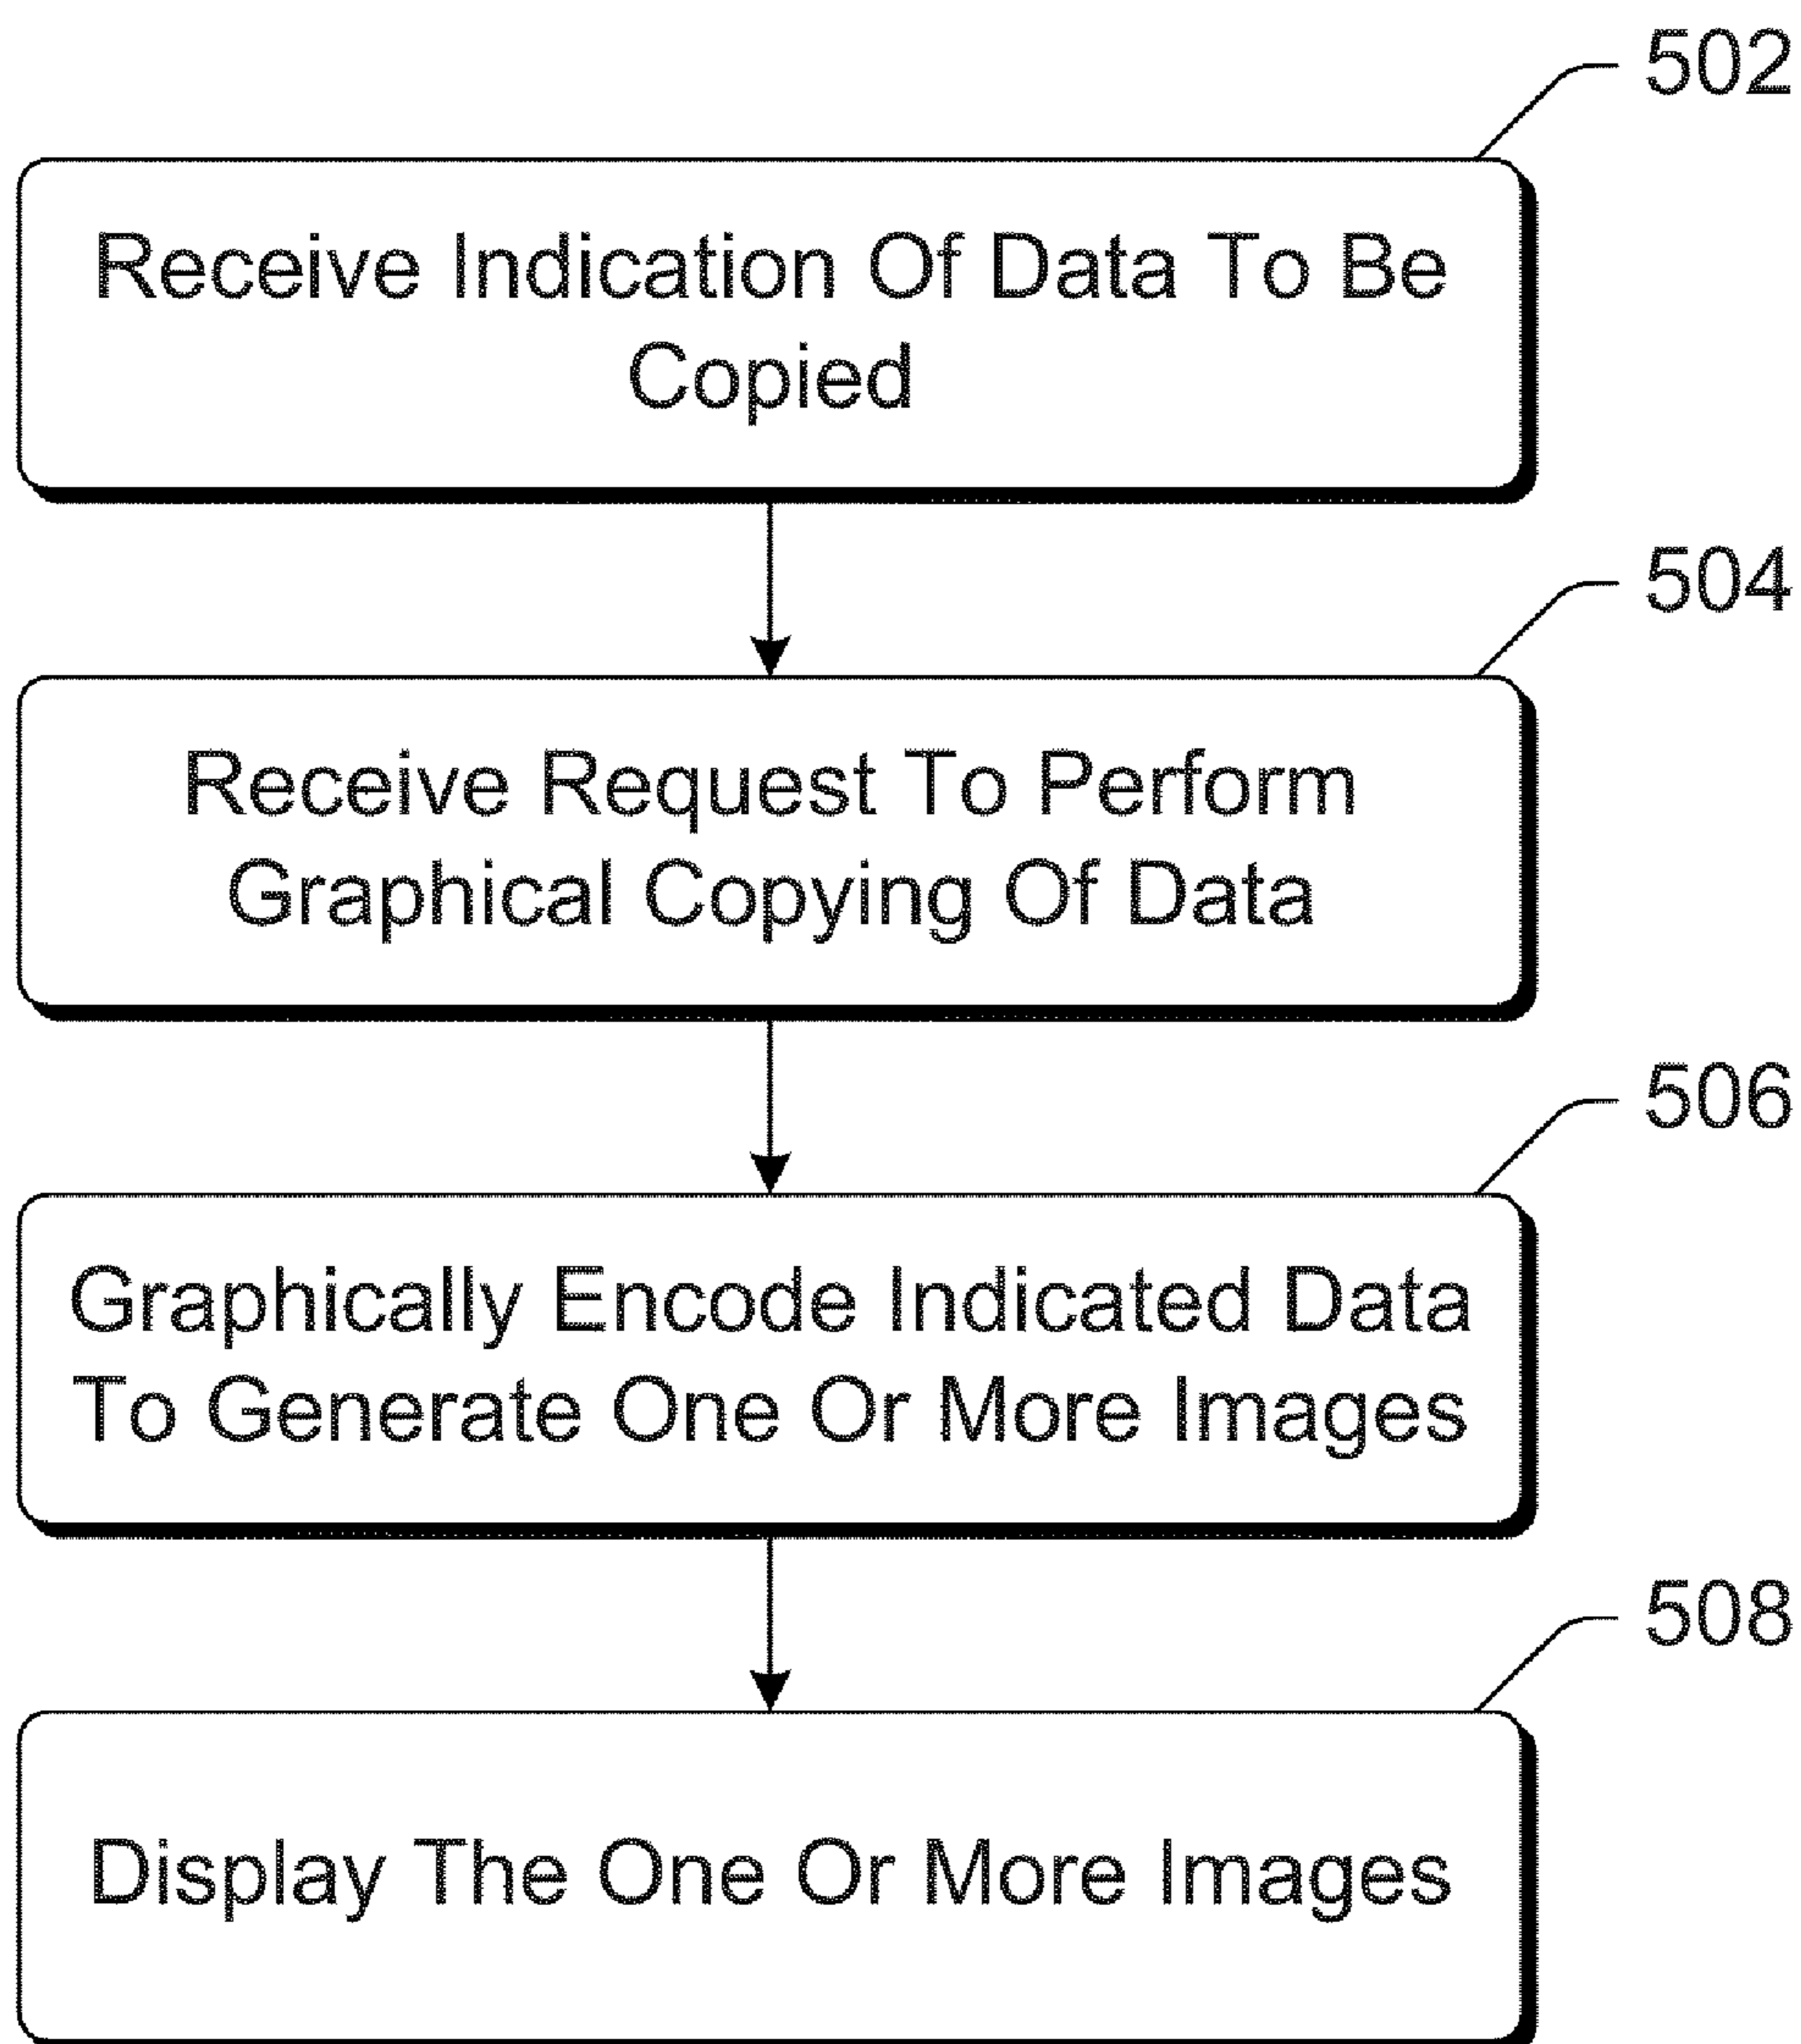 502
Receive Indication Of Data To Be
Copied
504
Receive Request To Perform
Graphical Copying Of Data
506
Graphically Encode Indicated Data
To Generate One Or More Images
508
Display The One Or More Images